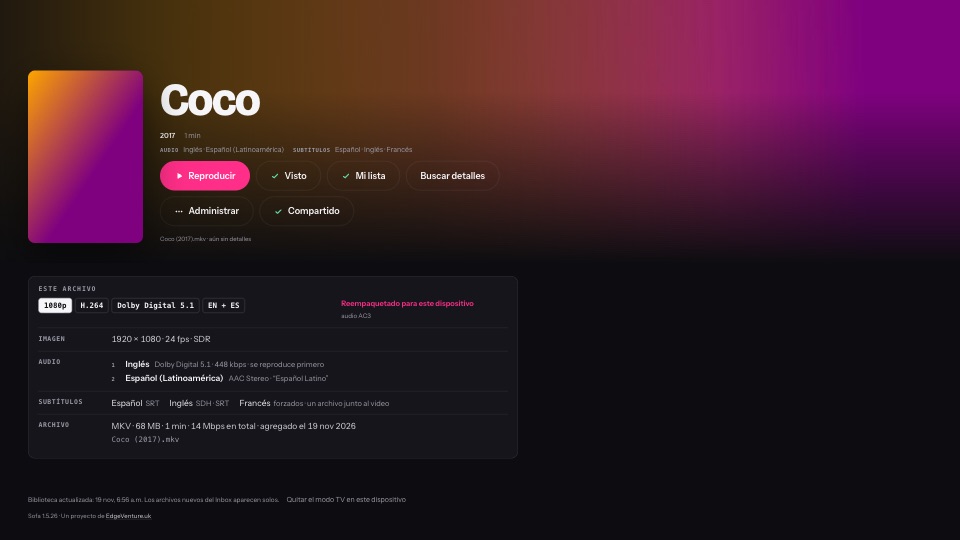 Coco
2017 1 min
AUDIO Inglés · Español (Latinoamérica) SUBTÍTULOS Español · Inglés · Francés
Reproducir Visto Mi lista Buscar detalles
Administrar Compartido
Coco (2017).mkv · aún sin detalles
ESTE ARCHIVO
1080p H.264 Dolby Digital 5.1 EN + ES
Reempaquetado para este dispositivo
audio AC3
IMAGEN 1920 × 1080 · 24 fps · SDR
AUDIO
1 Inglés Dolby Digital 5.1 · 448 kbps · se reproduce primero
2 Español (Latinoamérica) AAC Stereo · "Español Latino"
SUBTÍTULOS Español SRT Inglés SDH · SRT Francés forzados · un archivo junto al video
ARCHIVO MKV · 68 MB · 1 min · 14 Mbps en total · agregado el 19 nov 2026
Coco (2017).mkv
Biblioteca actualizada: 19 nov, 6:56 a.m. Los archivos nuevos del Inbox aparecen solos. Quitar el modo TV en este dispositivo
Sofa 1.5.26 · Un proyecto de EdgeVenture.uk